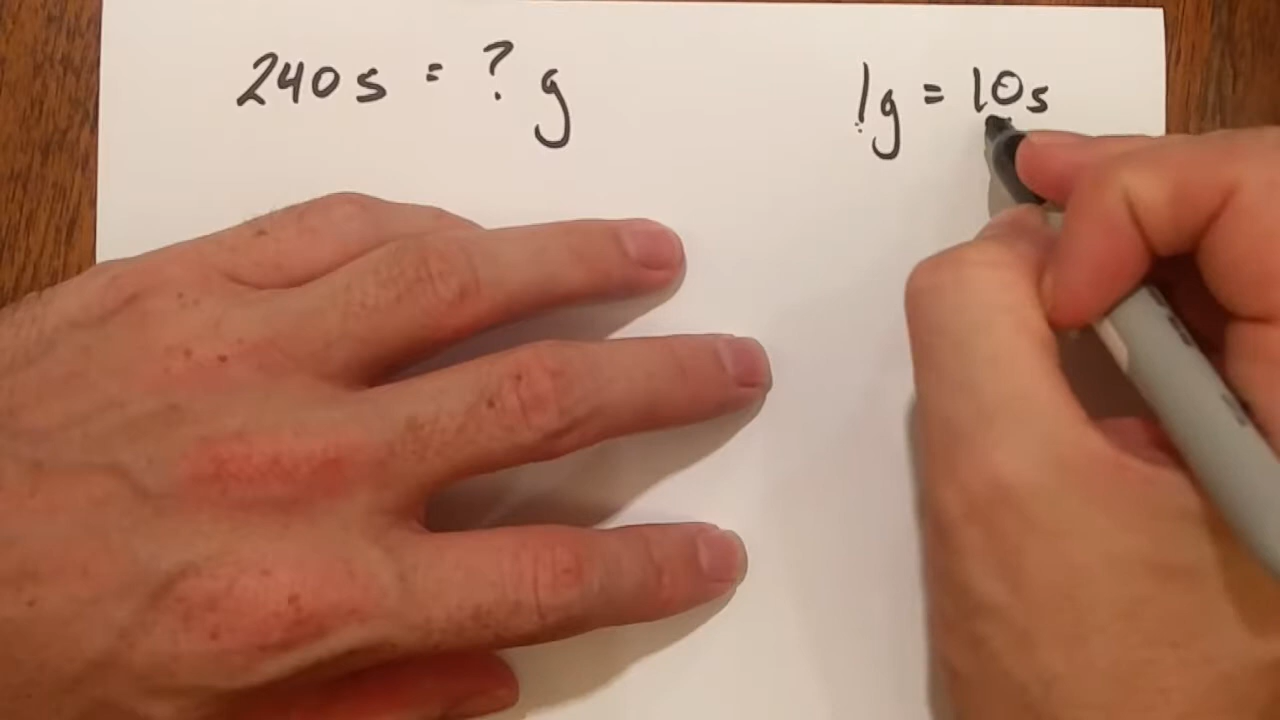 240s = ? g
1g = 10s